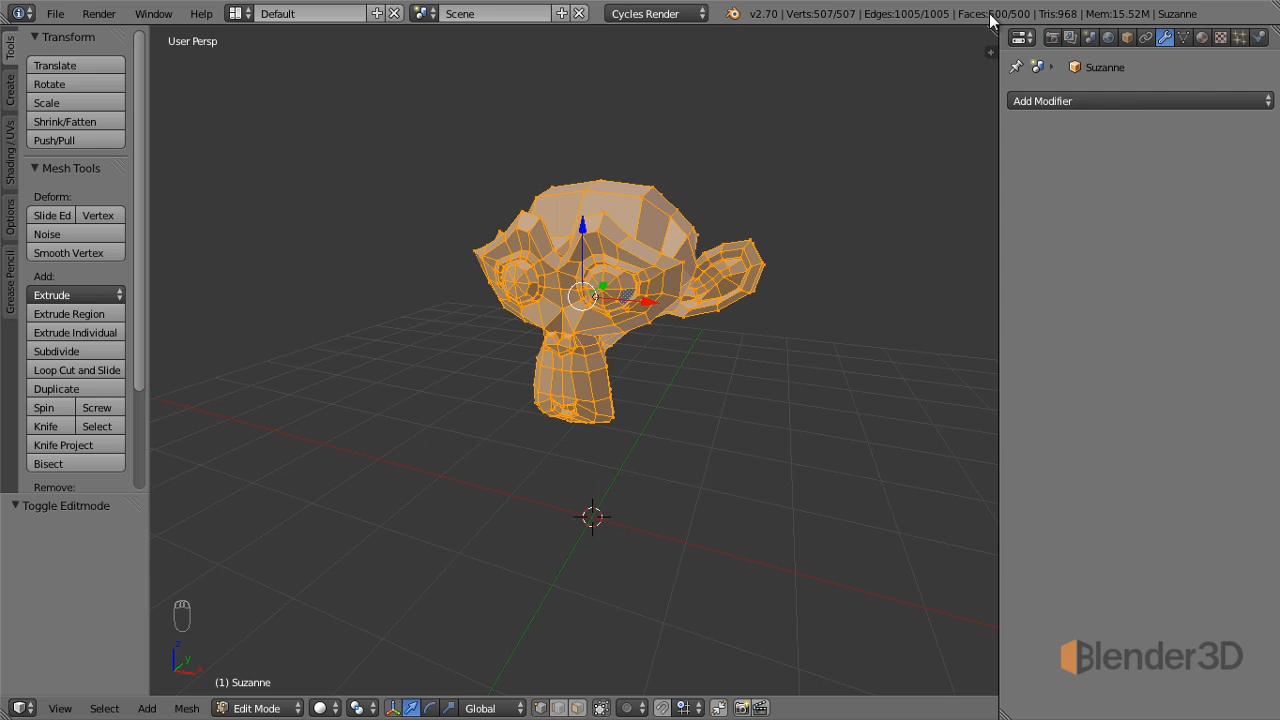 File Render Window Help Default Scene Cycles Render v2.70 | Verts:507/507 | Edges:1005/1005 | Faces:500/500 | Tris:968 | Mem:15.52M | Suzanne
Tools
Create
Shading / UVs
Options
Grease Pencil
Transform
Translate
Rotate
Scale
Shrink/Fatten
Push/Pull
Mesh Tools
Deform:
Slide Ed Vertex
Noise
Smooth Vertex
Add:
Extrude
Extrude Region
Extrude Individual
Subdivide
Loop Cut and Slide
Duplicate
Spin Screw
Knife Select
Knife Project
Bisect
Remove:
Toggle Editmode
User Persp
z
y
x
(1) Suzanne
Suzanne
Add Modifier
Blender3D
View Select Add Mesh Edit Mode Global